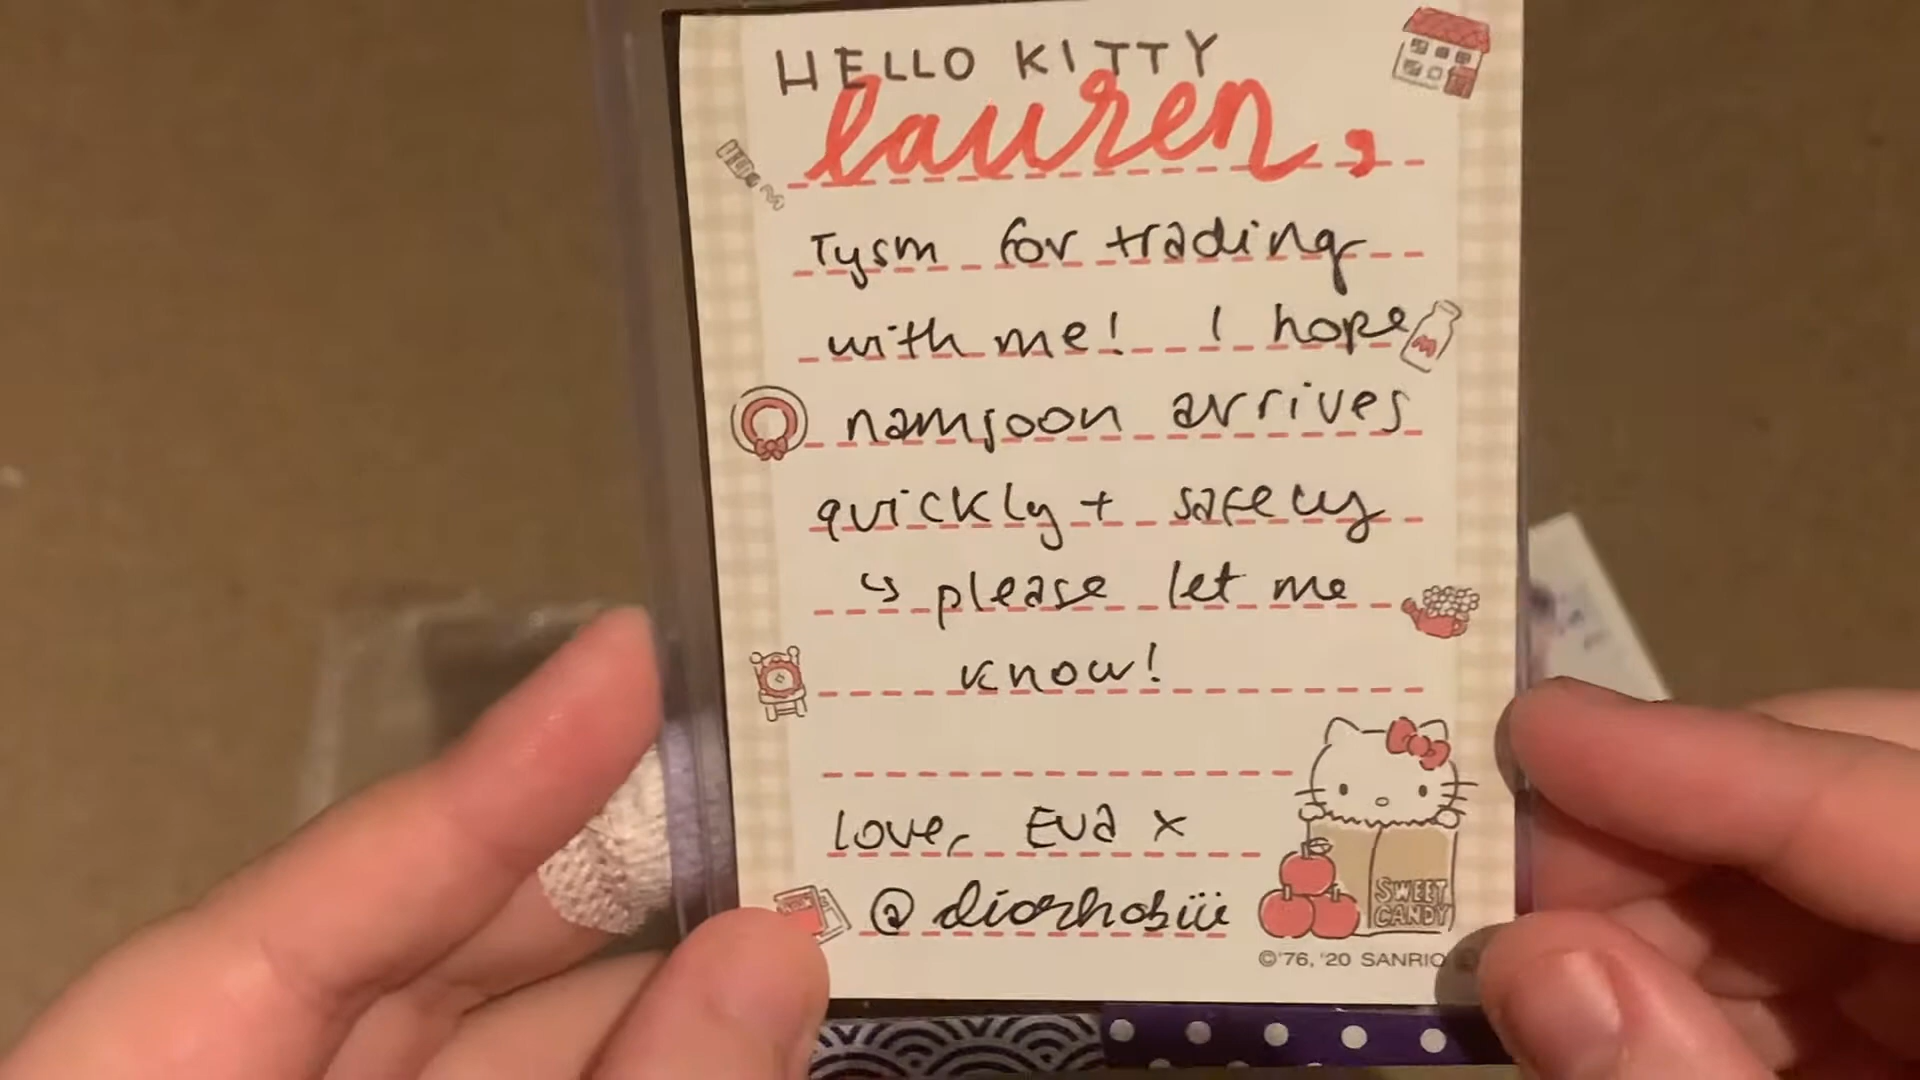 HELLO KITTY
lauren,
Tysm for trading
with me! I hope
namjoon arrives
quickly + safely
↳ please let me
know!
love, Eva x
@diorhobiii
SWEET
CANDY
©'76, '20 SANRIO